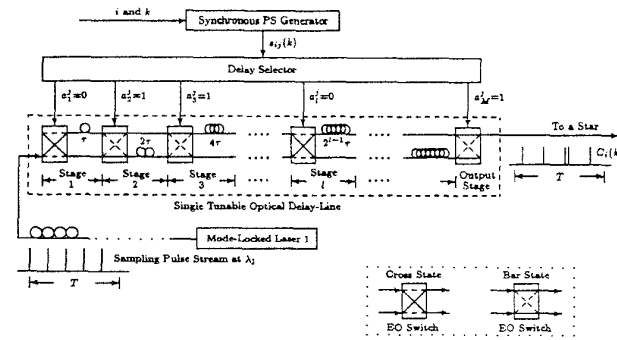 i and k
Synchronous PS Generator
s_ij(k)
Delay Selector
a_1^j=0
a_2^j=1
a_3^j=1
a_l^j=0
a_M^j=1
τ
2τ
4τ
2^{l-1}τ
To a Star
Stage 1
Stage 2
Stage 3
Stage l
Output Stage
T
Single Tunable Optical Delay-Line
Mode-Locked Laser 1
Sampling Pulse Stream at λ_1
T
Cross State
Bar State
EO Switch
EO Switch